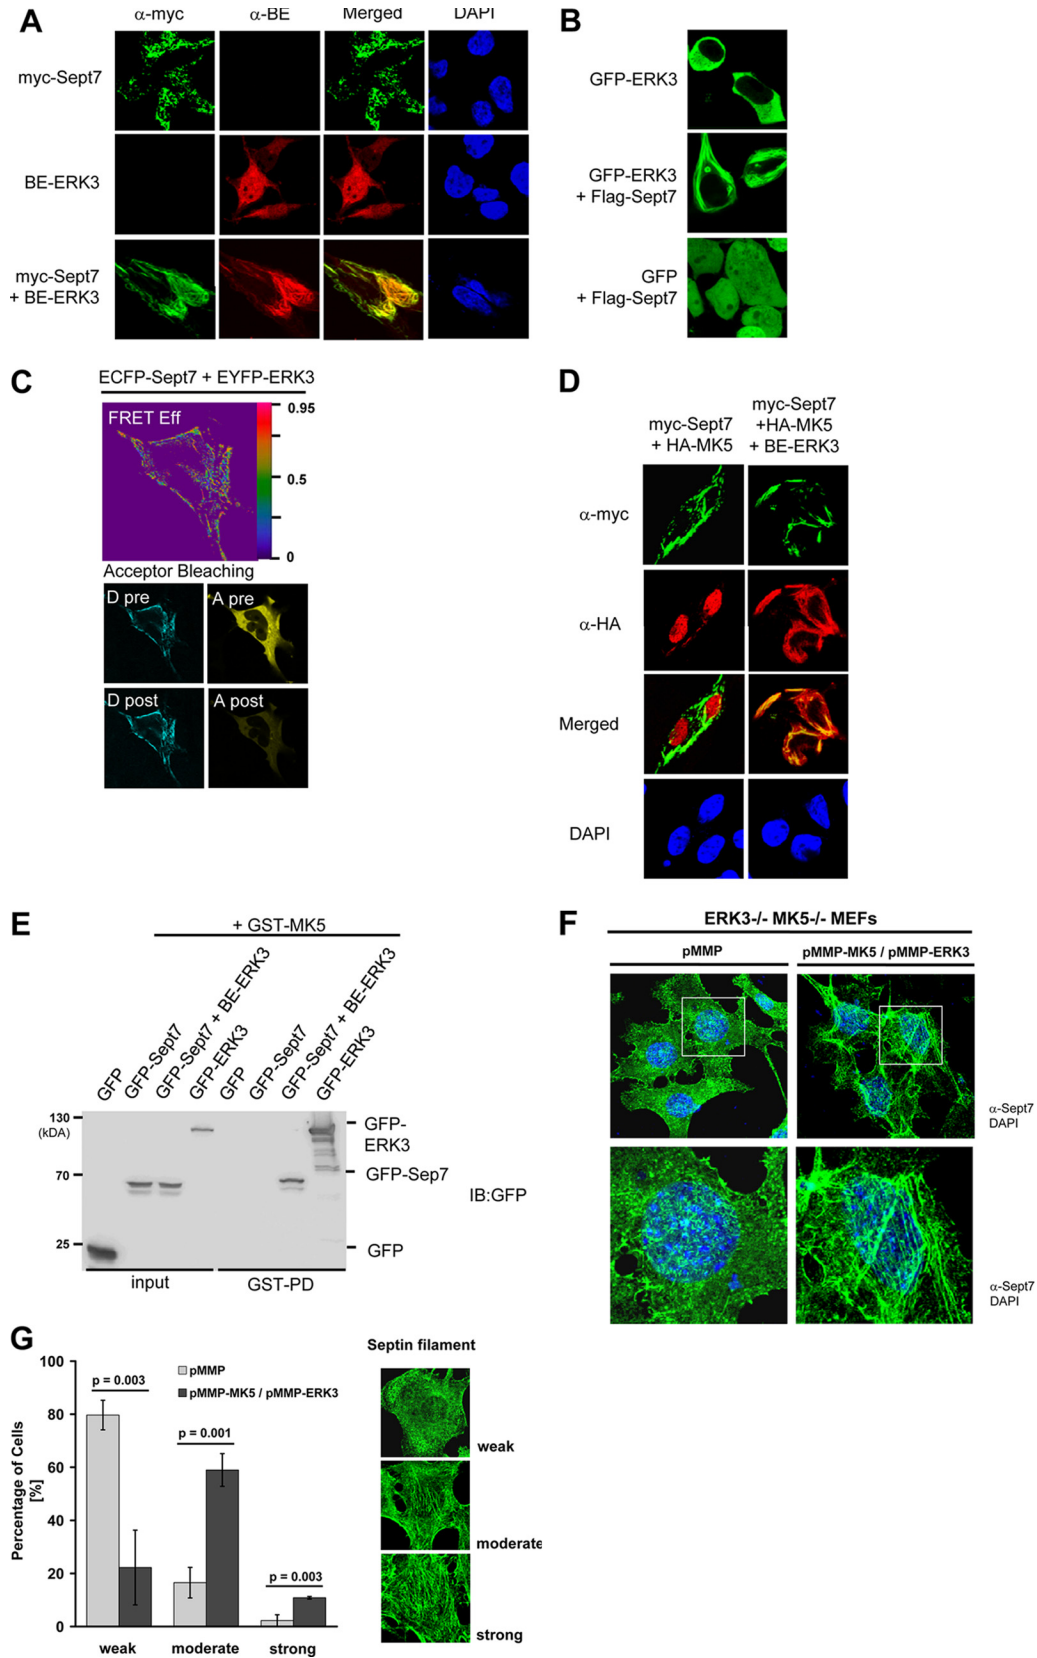 A
α-myc
α-BE
Merged
DAPI
myc-Sept7
BE-ERK3
myc-Sept7
+ BE-ERK3
B
GFP-ERK3
GFP-ERK3
+ Flag-Sept7
GFP
+ Flag-Sept7
C
ECFP-Sept7 + EYFP-ERK3
FRET Eff
0.95
0.5
0
Acceptor Bleaching
D pre
A pre
D post
A post
D
myc-Sept7
+ HA-MK5
myc-Sept7
+HA-MK5
+ BE-ERK3
α-myc
α-HA
Merged
DAPI
E
+ GST-MK5
GFP
GFP-Sept7
GFP-Sept7 + BE-ERK3
GFP-ERK3
GFP
GFP-Sept7
GFP-Sept7 + BE-ERK3
GFP-ERK3
130
(kDA)
70
25
GFP-
ERK3
GFP-Sep7
IB:GFP
GFP
input
GST-PD
F
ERK3-/- MK5-/- MEFs
pMMP
pMMP-MK5 / pMMP-ERK3
α-Sept7
DAPI
α-Sept7
DAPI
G
Percentage of Cells
[%]
100
80
60
40
20
0
pMMP
pMMP-MK5 / pMMP-ERK3
p = 0.003
p = 0.001
p = 0.003
weak
moderate
strong
Septin filament
weak
moderate
strong